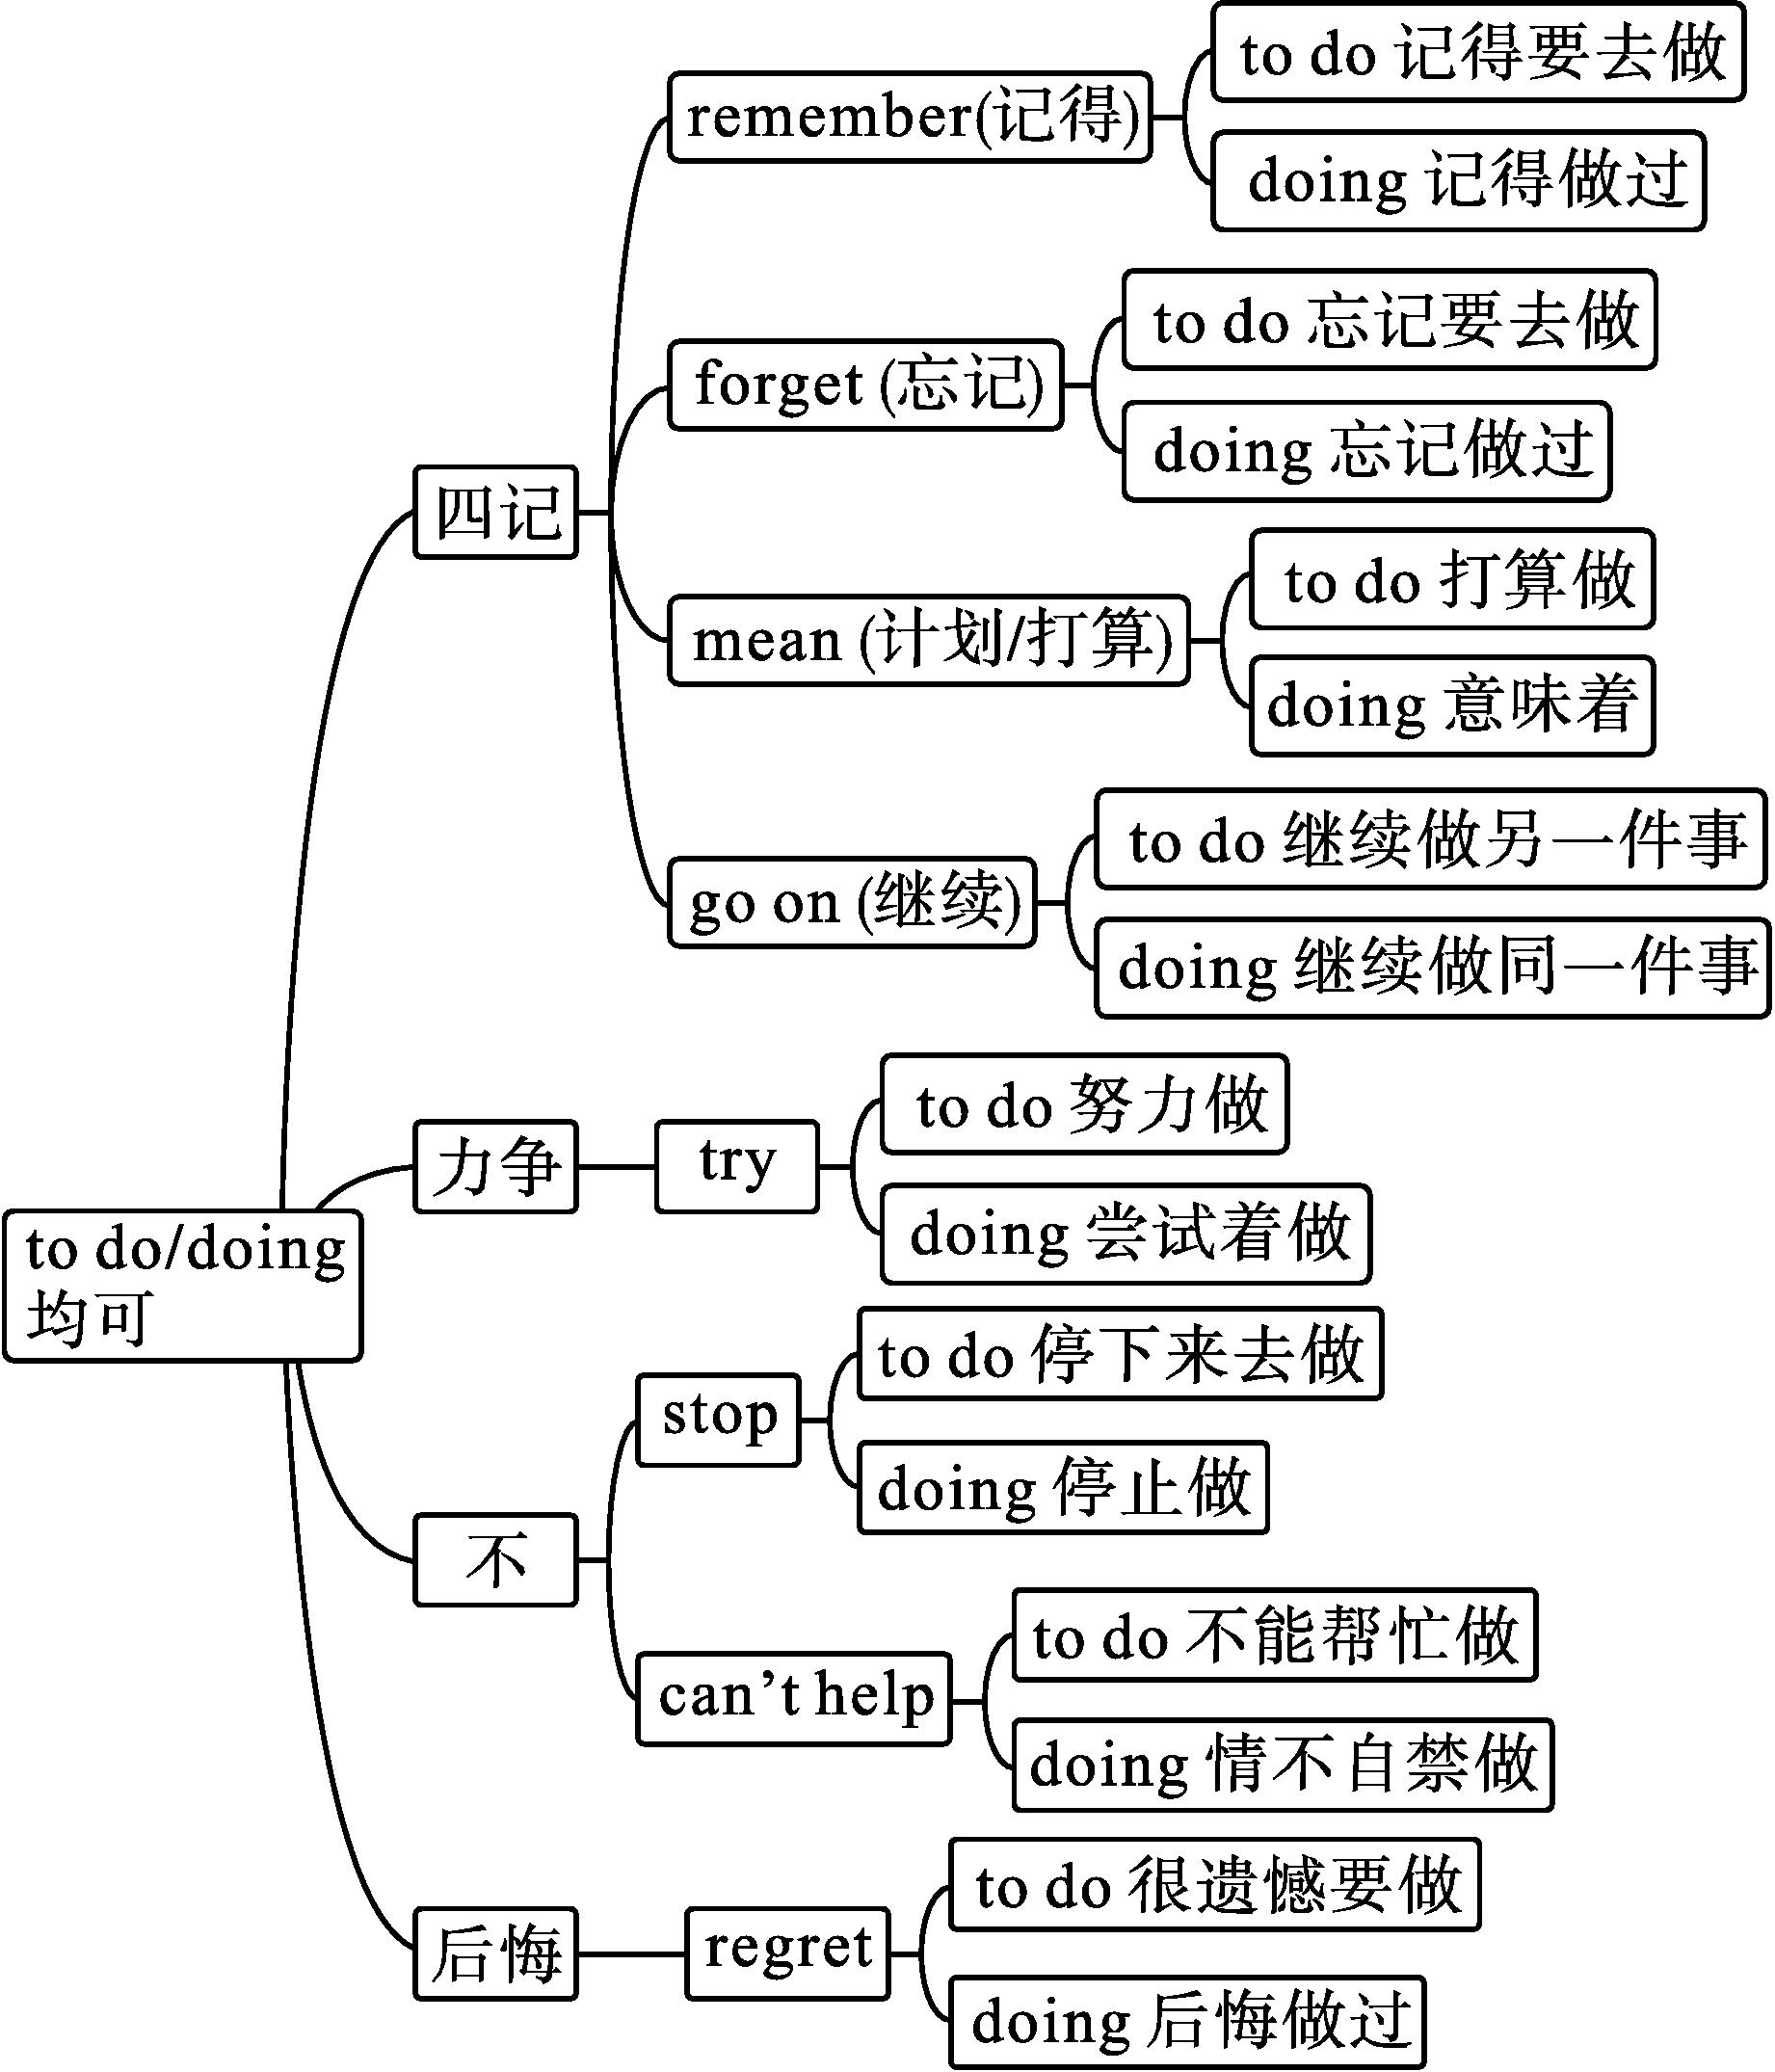 to do/doing
均可
四记
remember(记得)
to do 记得要去做
doing 记得做过
forget (忘记)
to do 忘记要去做
doing 忘记做过
mean (计划/打算)
to do 打算做
doing 意味着
go on (继续)
to do 继续做另一件事
doing 继续做同一件事
力争
try
to do 努力做
doing 尝试着做
不
stop
to do 停下来去做
doing 停止做
can't help
to do 不能帮忙做
doing 情不自禁做
后悔
regret
to do 很遗憾要做
doing 后悔做过